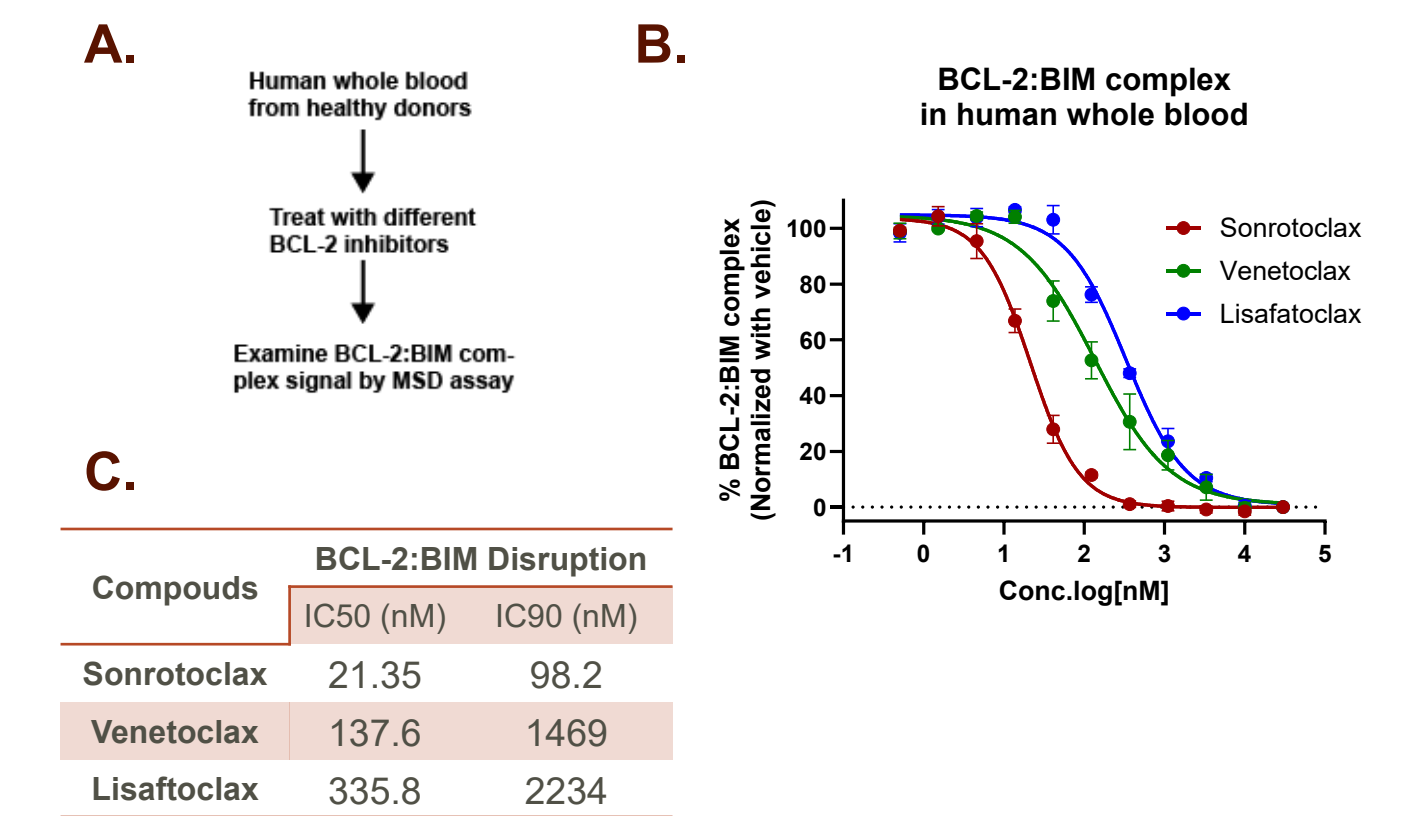 A.
Human whole blood
from healthy donors
Treat with different
BCL-2 inhibitors
Examine BCL-2:BIM com-
plex signal by MSD assay
B.
BCL-2:BIM complex
in human whole blood
% BCL-2:BIM complex
(Normalized with vehicle)
100
80
60
40
20
0
-1 0 1 2 3 4 5
Conc.log[nM]
Sonrotoclax
Venetoclax
Lisafatoclax
C.
Compouds
BCL-2:BIM Disruption
IC50 (nM) IC90 (nM)
Sonrotoclax 21.35 98.2
Venetoclax 137.6 1469
Lisaftoclax 335.8 2234